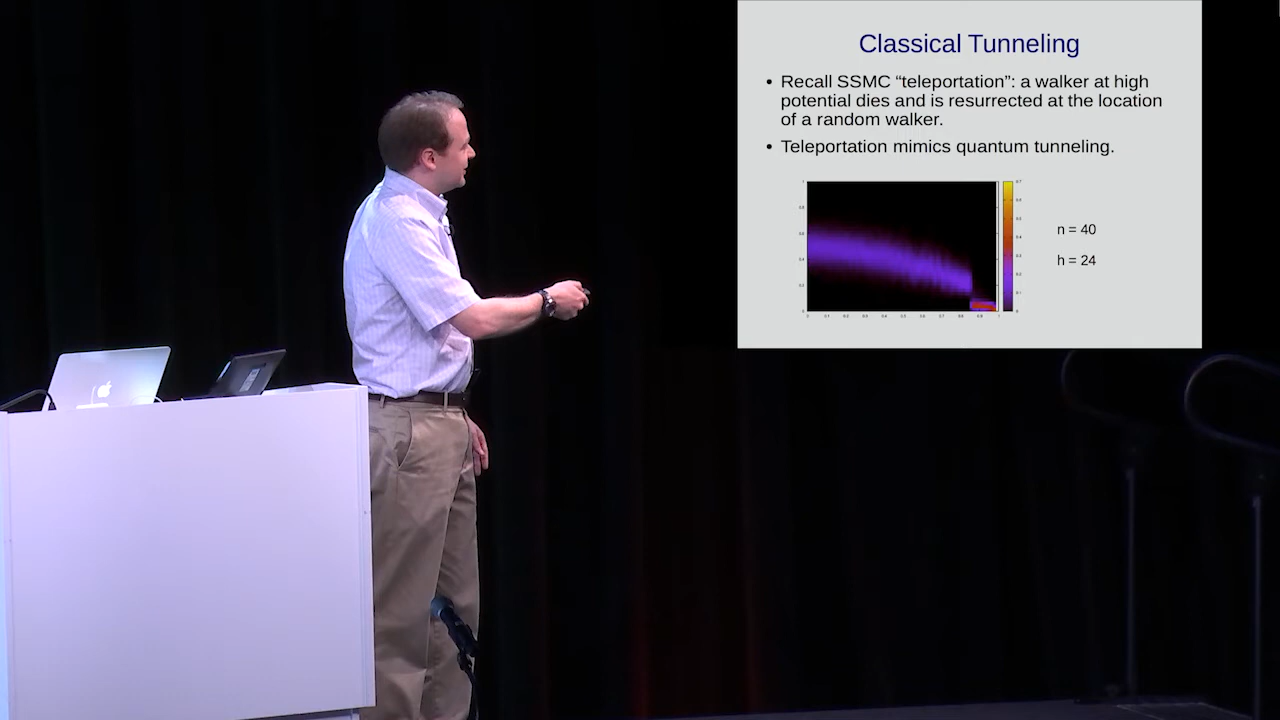 Classical Tunneling
• Recall SSMC “teleportation”: a walker at high
potential dies and is resurrected at the location
of a random walker.
• Teleportation mimics quantum tunneling.
n = 40
h = 24